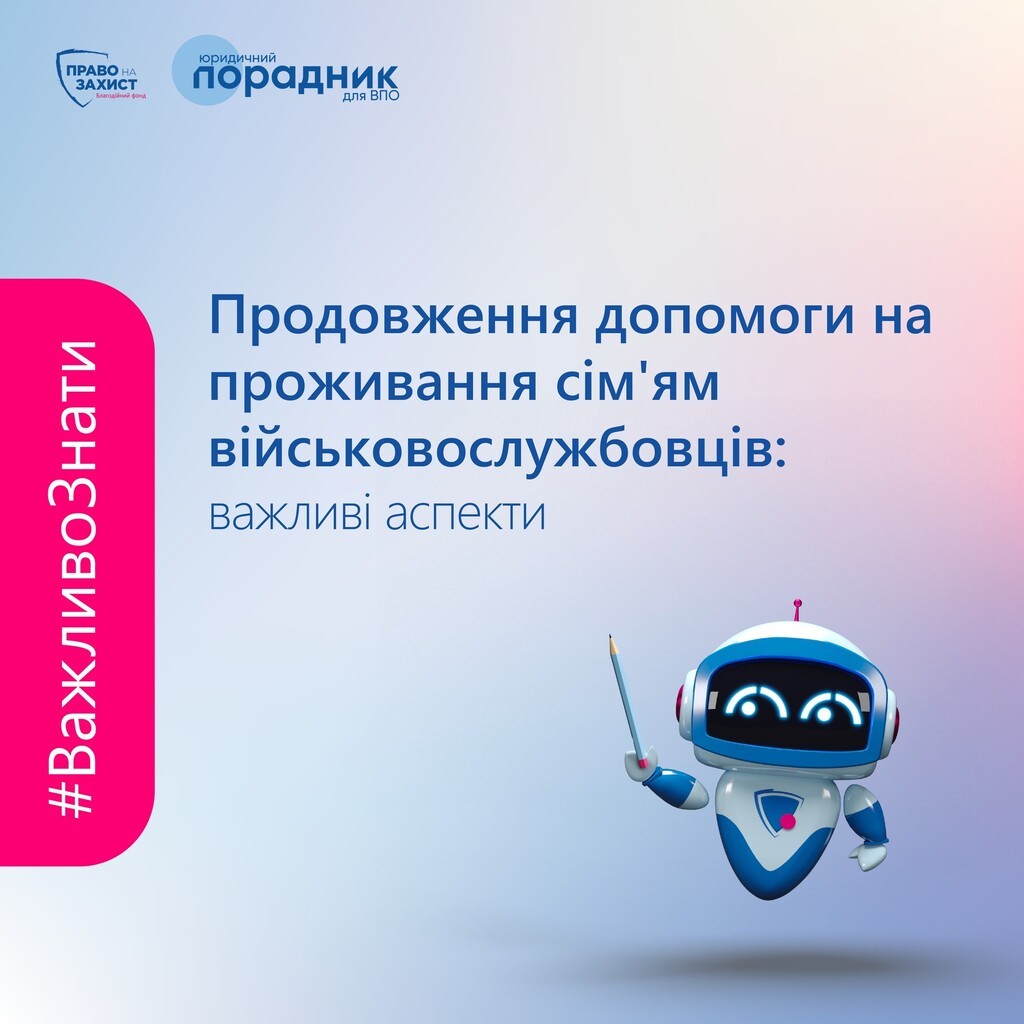 ПРАВО НА
ЗАХИСТ
Благодійний фонд
юридичний
порадник
для ВПО
Продовження допомоги на
проживання сім'ям
військовослужбовців:
важливі аспекти
#ВажливоЗнати